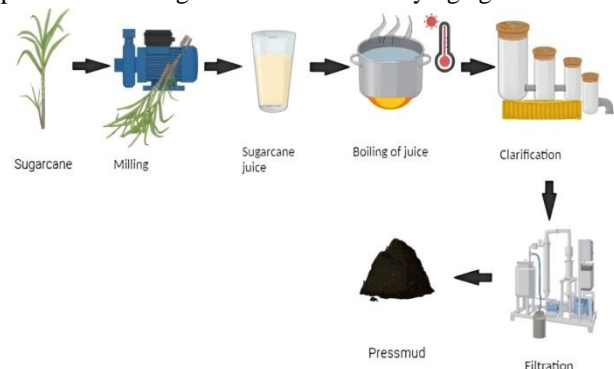 Sugarcane
Milling
Sugarcane
juice
Boiling of juice
Clarification
Filtration
Pressmud